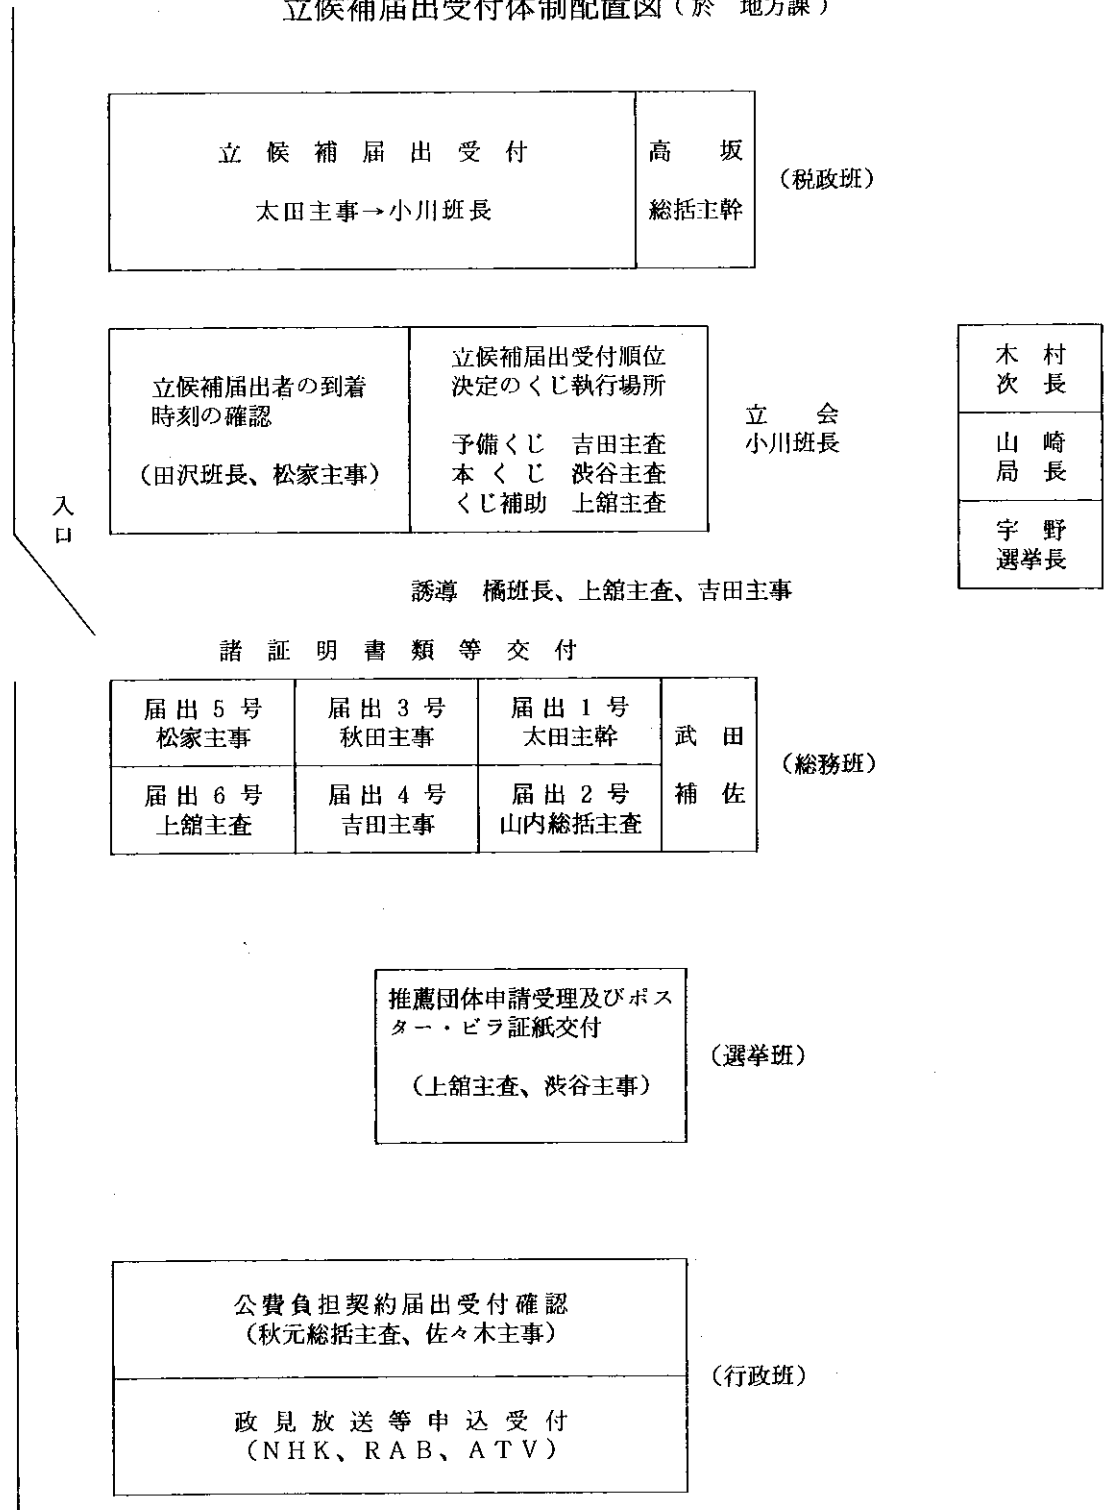 立候補届出受付体制配置図(於 地方課)
立候補届出受付
太田主事→小川班長
高 坂
総括主幹
(税政班)
立候補届出者の到着
時刻の確認
(田沢班長、松家主事)
立候補届出受付順位
決定のくじ執行場所
予備くじ 吉田主査
本くじ 渋谷主査
くじ補助 上舘主査
立 会
小川班長
木 村
次 長
山 崎
局 長
宇 野
選挙長
入
口
誘導 橘班長、上舘主査、吉田主事
諸証明書類等交付
届出5号
松家主事
届出3号
秋田主事
届出1号
太田主幹
届出6号
上舘主査
届出4号
吉田主事
届出2号
山内総括主査
武 田
補 佐
(総務班)
推薦団体申請受理及びポス
ター・ビラ証紙交付
(上舘主査、渋谷主事)
(選挙班)
公費負担契約届出受付確認
(秋元総括主査、佐々木主事)
政見放送等申込受付
(NHK、RAB、ATV)
(行政班)